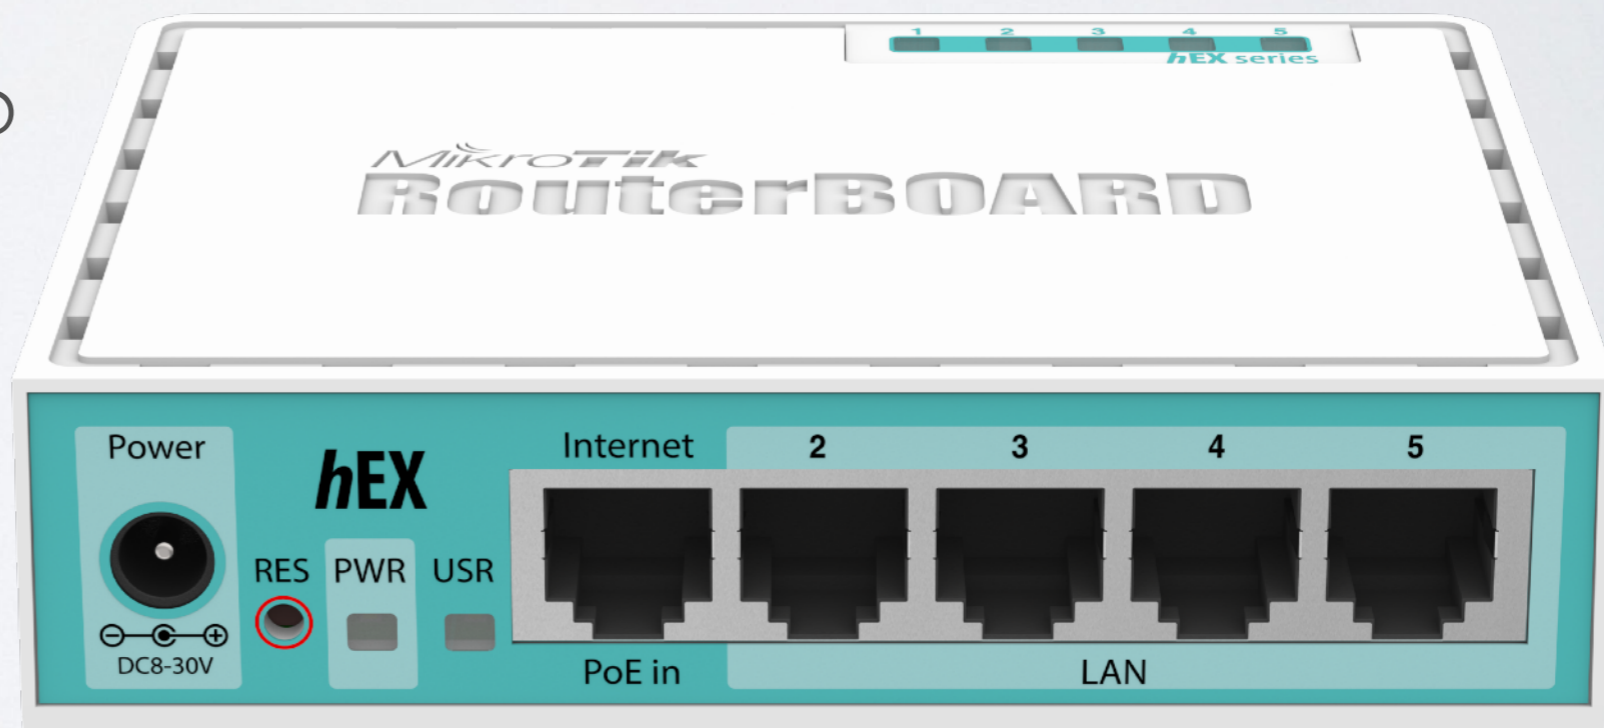 1 2 3 4 5
hEX series
MikroTik
RouterBOARD
Power
hEX
Internet 2 3 4 5
RES PWR USR
DC8-30V
PoE in
LAN